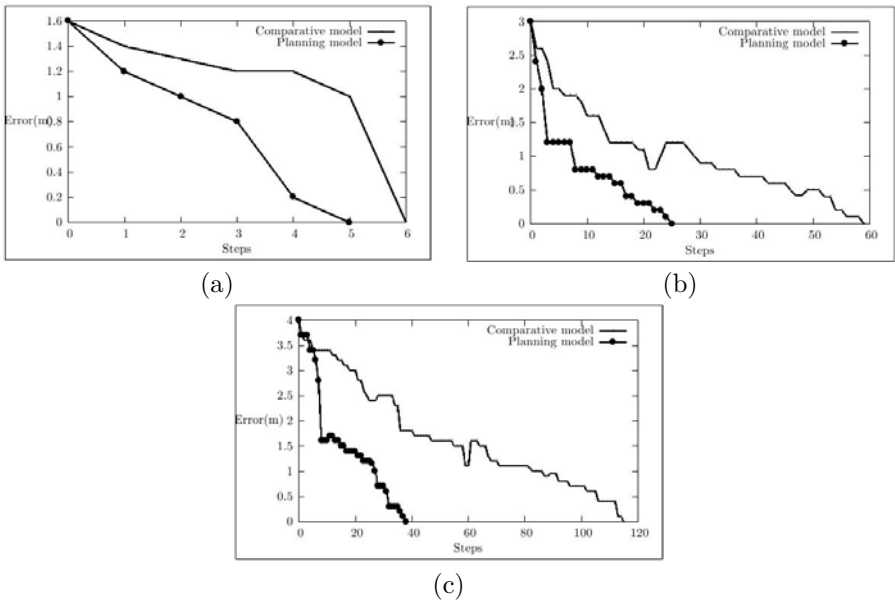 1.6
1.4
1.2
1
Error(m)
0.8
0.6
0.4
0.2
0
0 1 2 3 4 5 6
Steps
Comparative model
Planning model
(a)
3
2.5
2
Error(m)
1.5
1
0.5
0
0 10 20 30 40 50 60
Steps
Comparative model
Planning model
(b)
4
3.5
3
2.5
Error(m) 2
1.5
1
0.5
0
0 20 40 60 80 100 120
Steps
Comparative model
Planning model
(c)